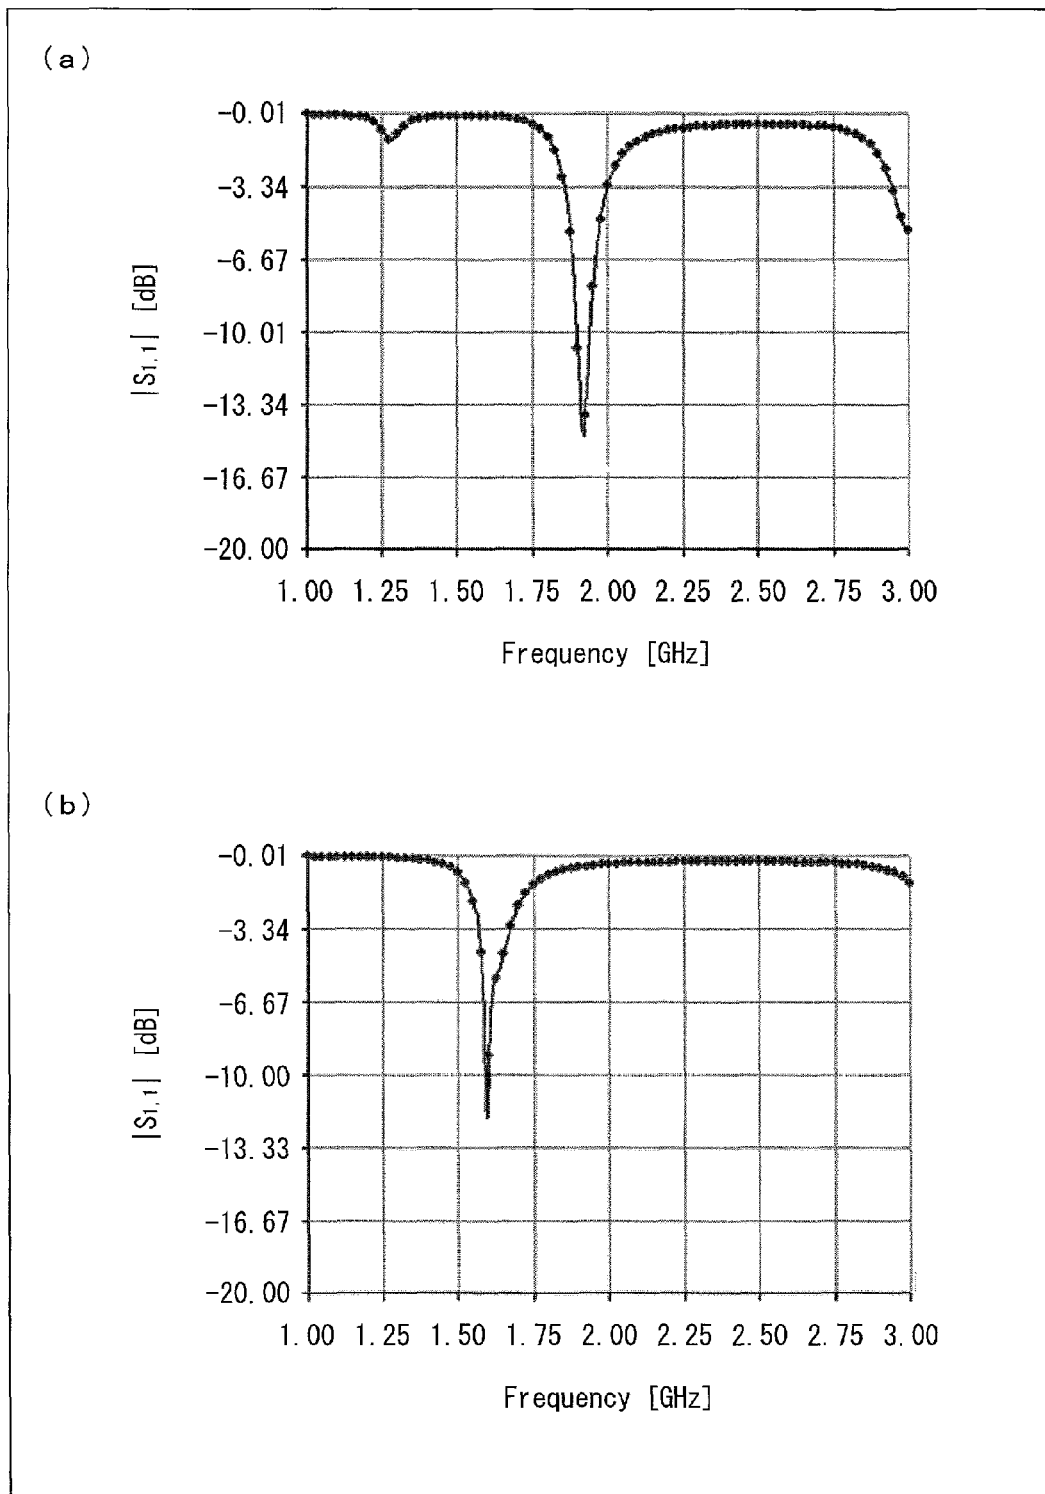 (a)
-0.01
-3.34
-6.67
-10.01
-13.34
-16.67
-20.00
|S1,1| [dB]
1.00 1.25 1.50 1.75 2.00 2.25 2.50 2.75 3.00
Frequency [GHz]
(b)
-0.01
-3.34
-6.67
-10.00
-13.33
-16.67
-20.00
|S1,1| [dB]
1.00 1.25 1.50 1.75 2.00 2.25 2.50 2.75 3.00
Frequency [GHz]